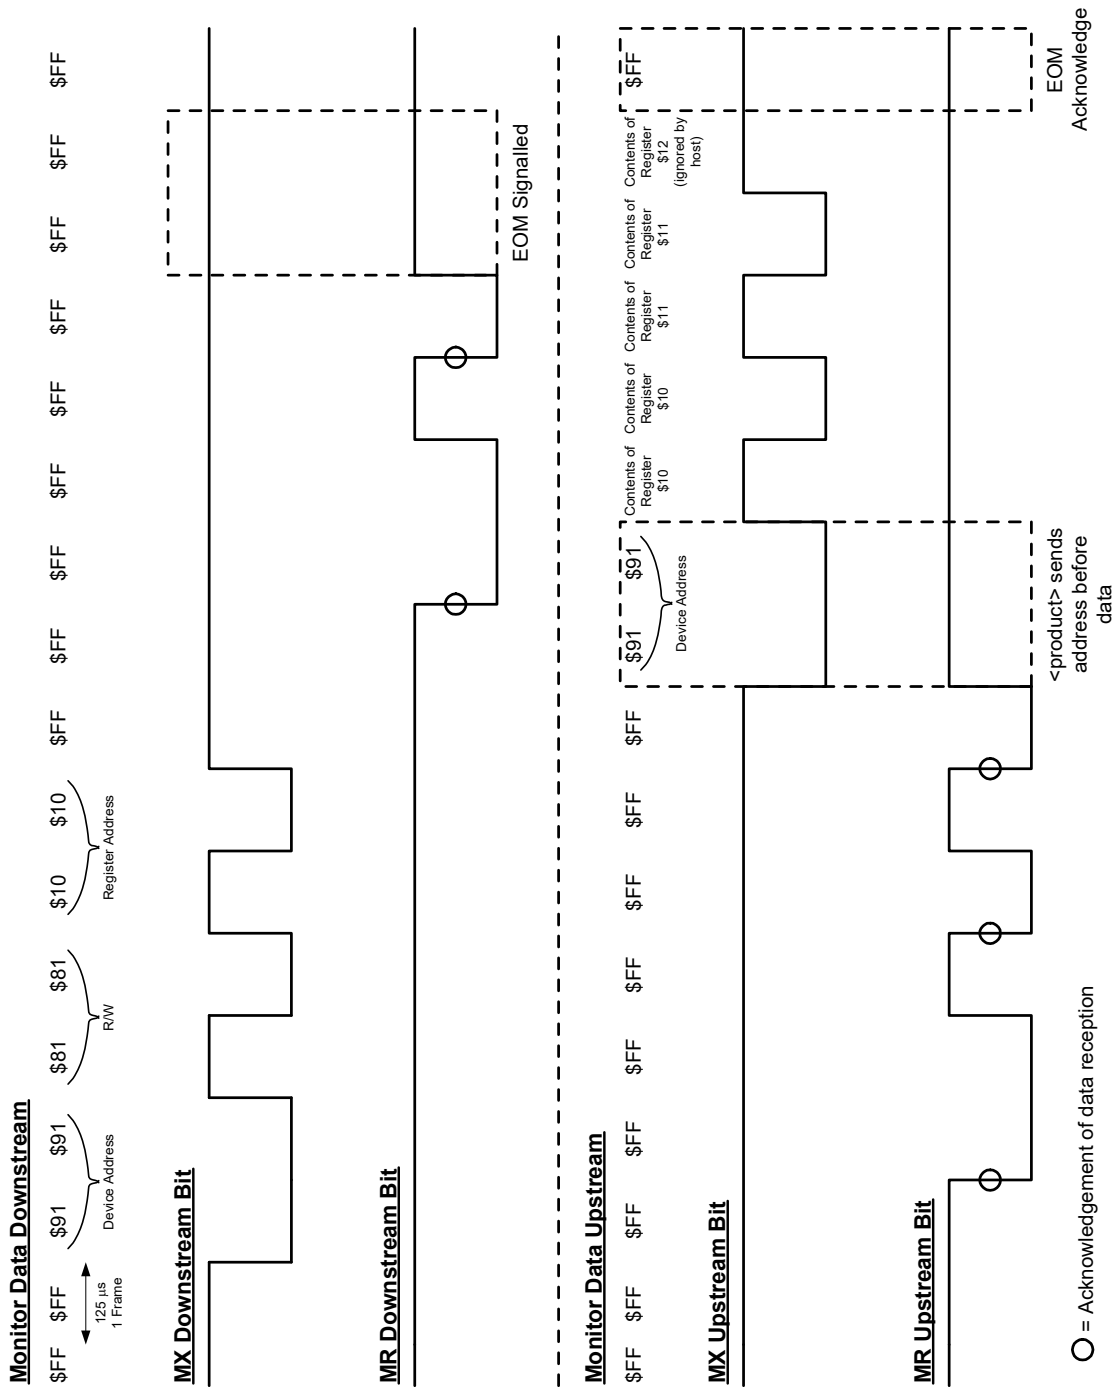 Monitor Data Downstream
$FF $FF $91 $91 $81 $81 $10 $10 $FF $FF $FF $FF $FF $FF $FF $FF $FF
125 µs
1 Frame
Device Address
R/W
Register Address
MX Downstream Bit
MR Downstream Bit
EOM Signalled
Monitor Data Upstream
$FF $FF $FF $FF $FF $FF $FF $FF $FF $91 $91
Device Address
Contents of
Register
$10
Contents of
Register
$10
Contents of
Register
$11
Contents of
Register
$11
Contents of
Register
$12
(ignored by
host)
$FF
MX Upstream Bit
MR Upstream Bit
<product> sends
address before
data
EOM
Acknowledge
= Acknowledgement of data reception